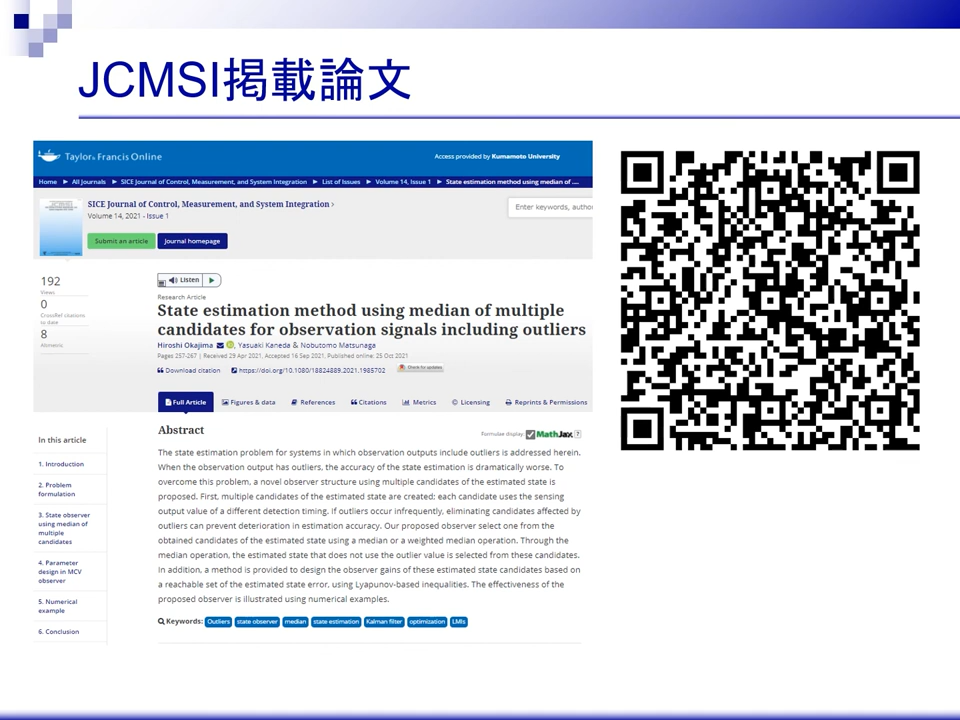 JCMSI掲載論文
Taylor & Francis Online
Access provided by Kumamoto University
Home ▶ All Journals ▶ SICE Journal of Control, Measurement, and System Integration ▶ List of Issues ▶ Volume 14, Issue 1 ▶ State estimation method using median of ....
SICE Journal of Control, Measurement, and System Integration ›
Volume 14, 2021 - Issue 1
Enter keywords, autho
Submit an article
Journal homepage
192
Views
0
CrossRef citations
to date
8
Altmetric
Listen
Research Article
State estimation method using median of multiple
candidates for observation signals including outliers
Hiroshi Okajima, Yasuaki Kaneda & Nobutomo Matsunaga
Pages 257-267 | Received 29 Apr 2021, Accepted 16 Sep 2021, Published online: 25 Oct 2021
Download citation https://doi.org/10.1080/18824889.2021.1985702 Check for updates
Full Article Figures & data References Citations Metrics Licensing Reprints & Permissions
In this article
1. Introduction
2. Problem
formulation
3. State observer
using median of
multiple
candidates
4. Parameter
design in MCV
observer
5. Numerical
example
6. Conclusion
Abstract
Formulae display: MathJax ?
The state estimation problem for systems in which observation outputs include outliers is addressed herein.
When the observation output has outliers, the accuracy of the state estimation is dramatically worse. To
overcome this problem, a novel observer structure using multiple candidates of the estimated state is
proposed. First, multiple candidates of the estimated state are created: each candidate uses the sensing
output value of a different detection timing. If outliers occur infrequently, eliminating candidates affected by
outliers can prevent deterioration in estimation accuracy. Our proposed observer select one from the
obtained candidates of the estimated state using a median or a weighted median operation. Through the
median operation, the estimated state that does not use the outlier value is selected from these candidates.
In addition, a method is provided to design the observer gains of these estimated state candidates based on
a reachable set of the estimated state error, using Lyapunov-based inequalities. The effectiveness of the
proposed observer is illustrated using numerical examples.
Keywords: Outliers state observer median state estimation Kalman filter optimization LMIs